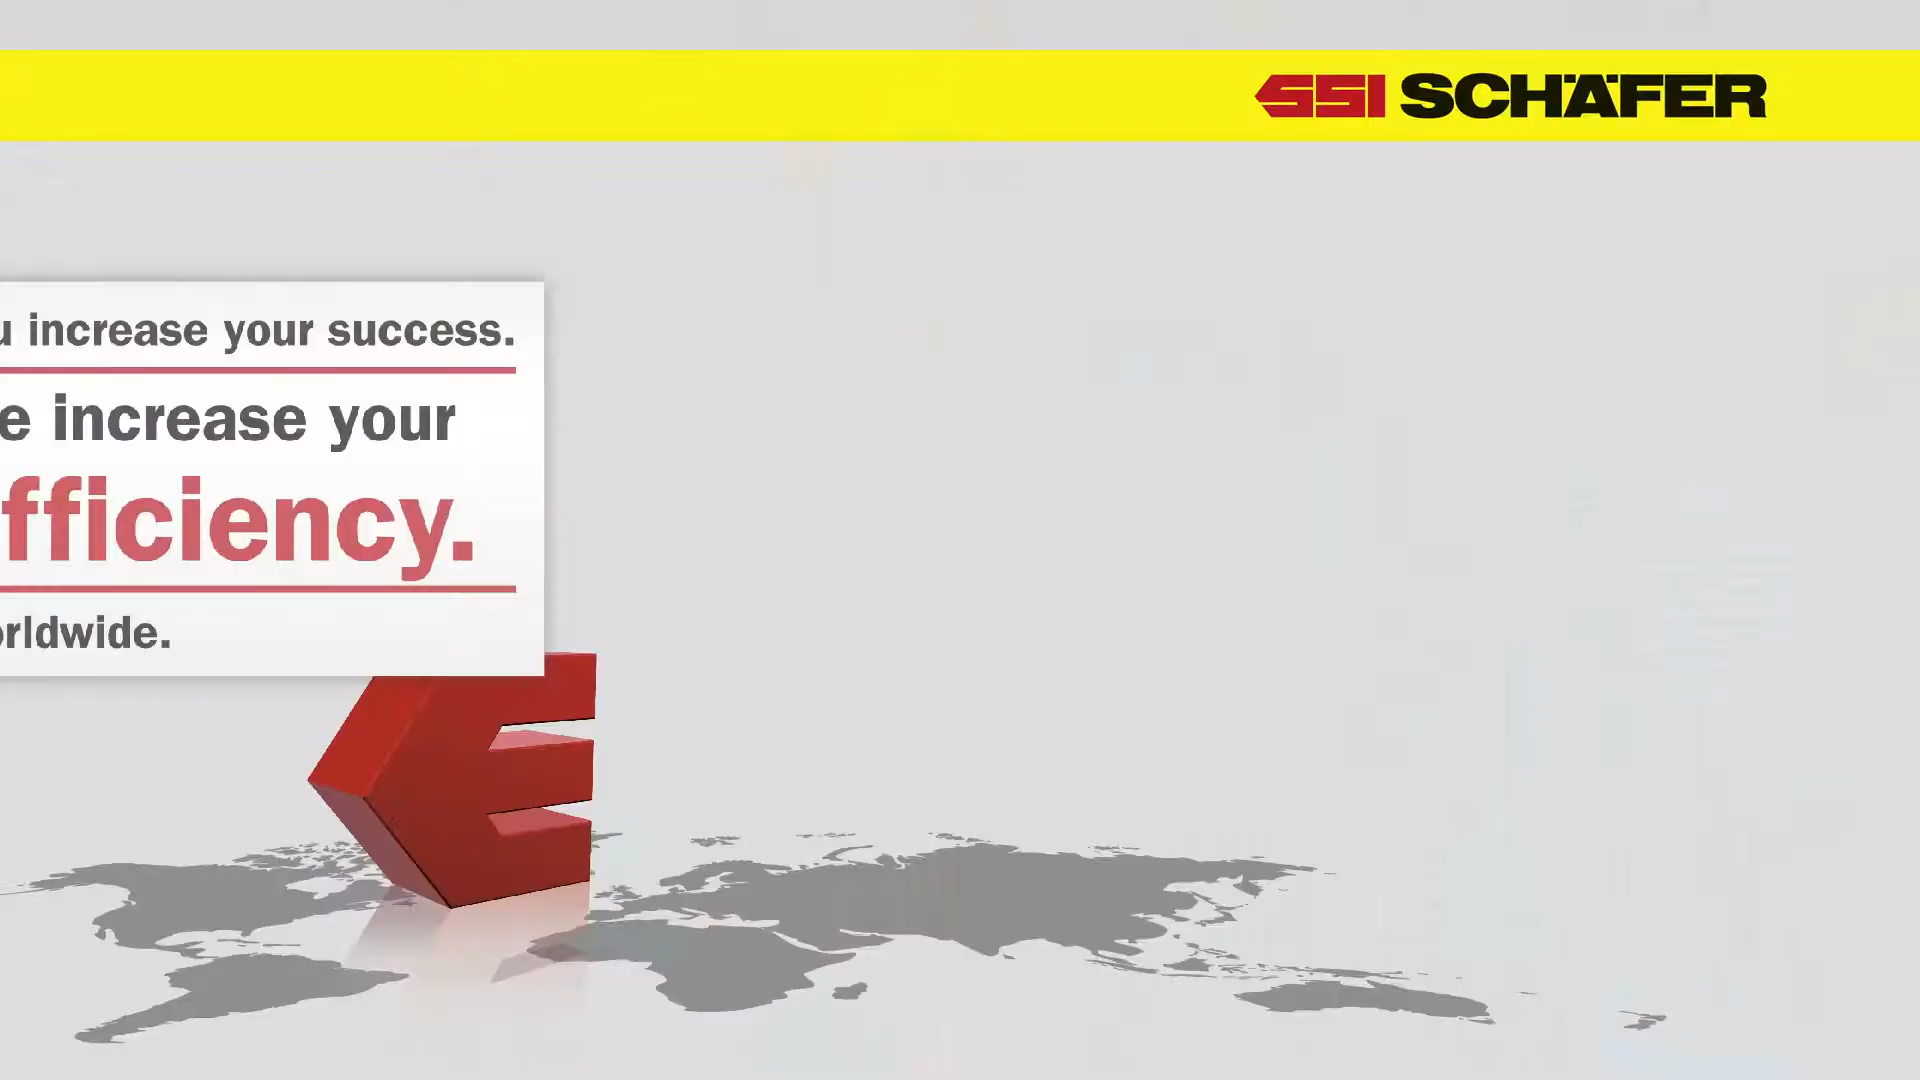 SSI SCHÄFER
increase your success.
increase your
fficiency.
orldwide.